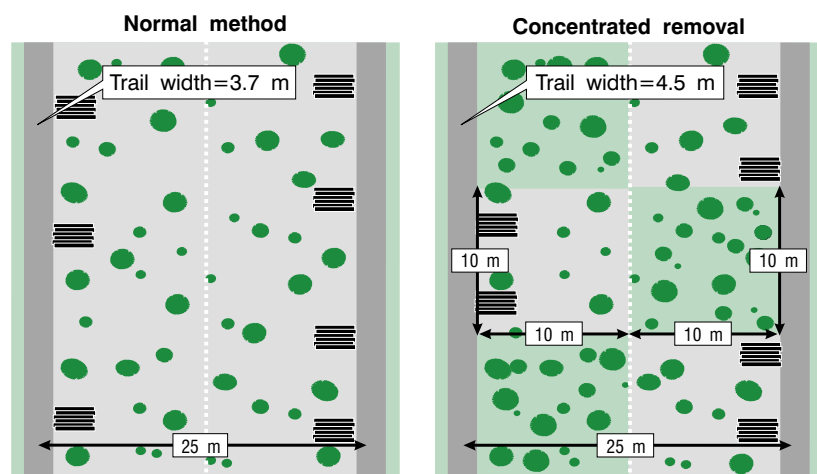 Normal method
Trail width=3.7 m
25 m
Concentrated removal
Trail width=4.5 m
10 m
10 m
10 m
10 m
25 m